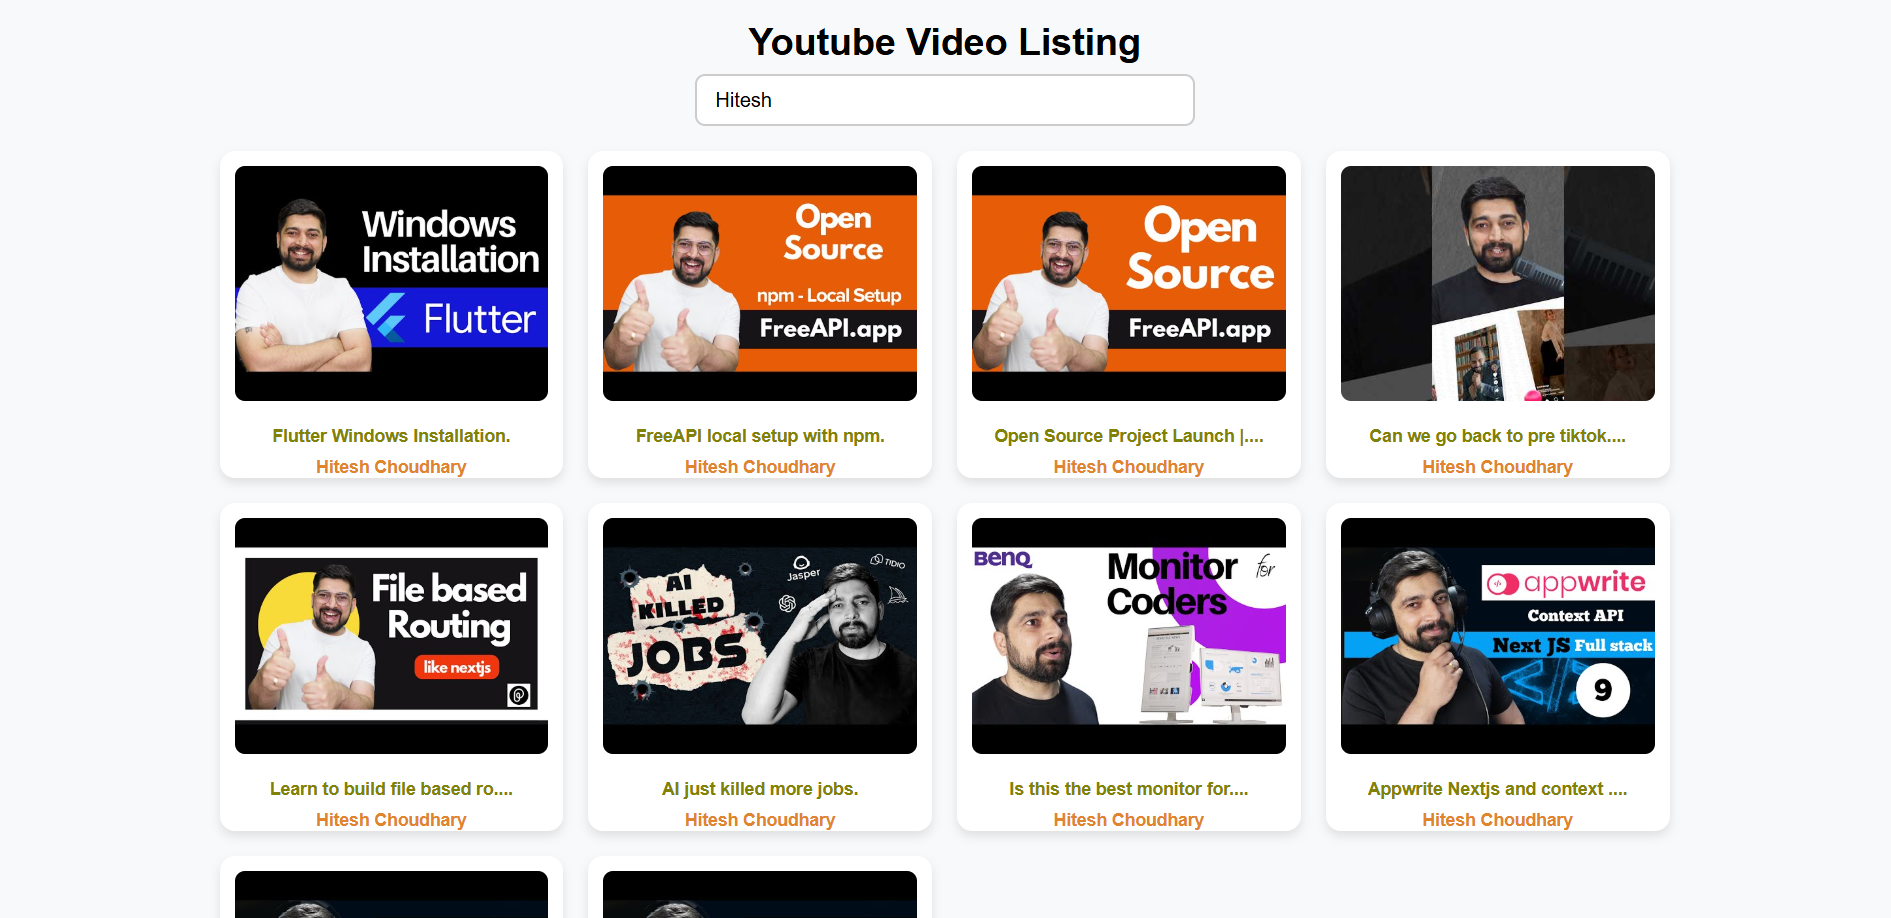 Youtube Video Listing
Hitesh
Windows
Installation
Flutter
Flutter Windows Installation.
Hitesh Choudhary
Open
Source
npm - Local Setup
FreeAPI.app
FreeAPI local setup with npm.
Hitesh Choudhary
Open
Source
FreeAPI.app
Open Source Project Launch |....
Hitesh Choudhary
Can we go back to pre tiktok....
Hitesh Choudhary
File based
Routing
like nextjs
Learn to build file based ro....
Hitesh Choudhary
AI
KILLED
JOBS
Jasper
TIDIO
AI just killed more jobs.
Hitesh Choudhary
BenQ
Monitor for
Coders
Is this the best monitor for....
Hitesh Choudhary
appwrite
Context API
Next JS Full stack
9
Appwrite Nextjs and context ....
Hitesh Choudhary